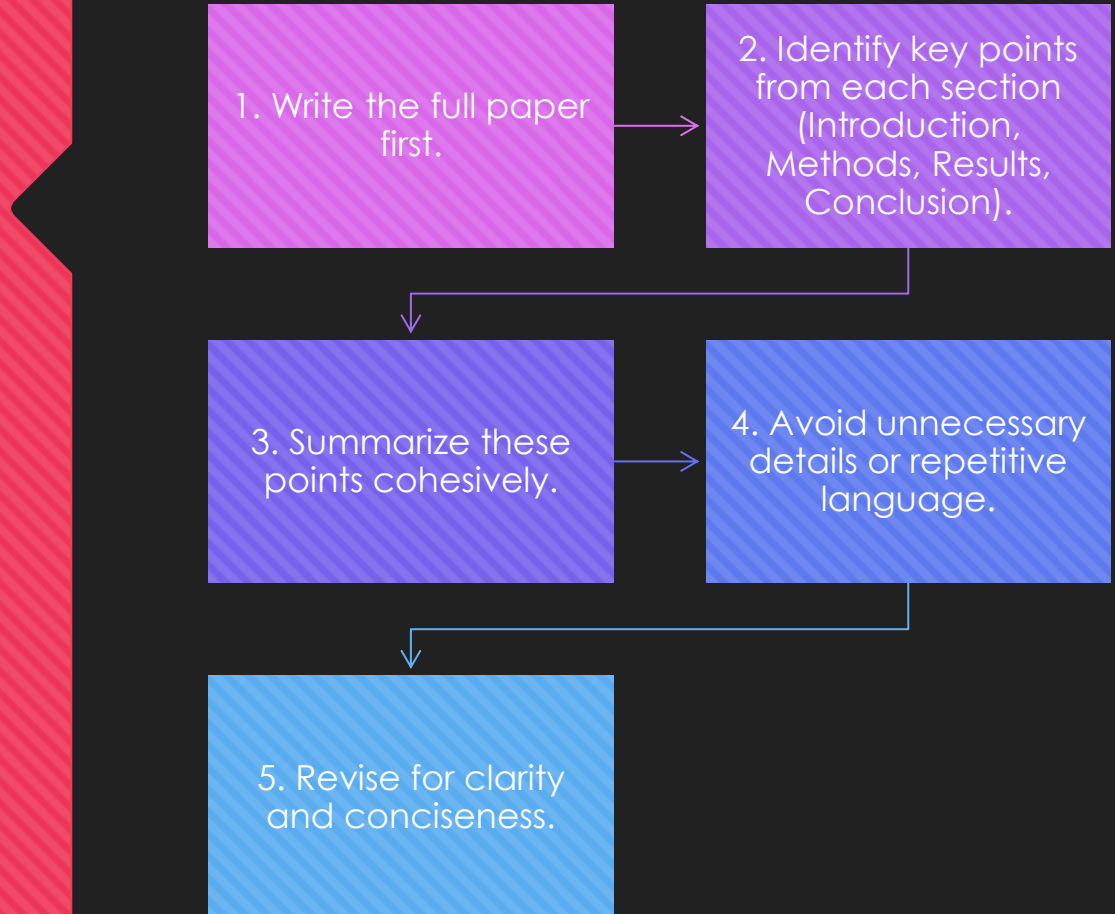 1. Write the full paper
first.
2. Identify key points
from each section
(Introduction,
Methods, Results,
Conclusion).
3. Summarize these
points cohesively.
4. Avoid unnecessary
details or repetitive
language.
5. Revise for clarity
and conciseness.